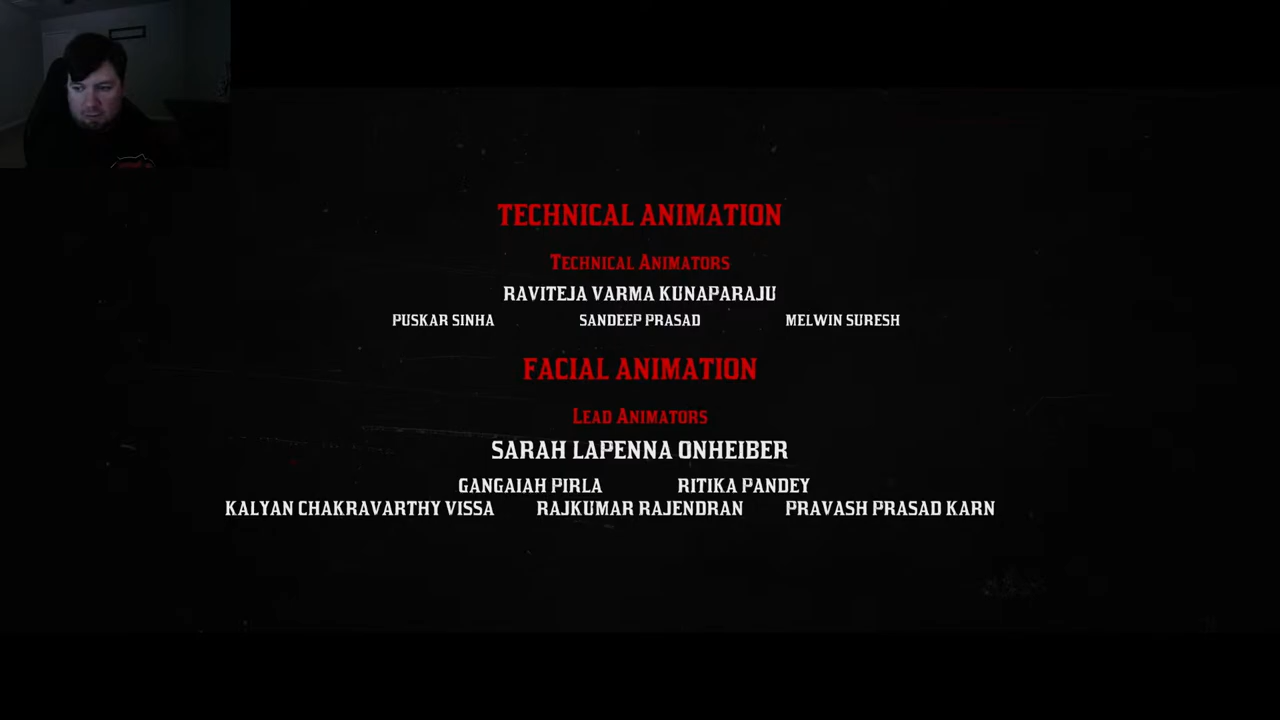 TECHNICAL ANIMATION
TECHNICAL ANIMATORS
RAVITEJA VARMA KUNAPARAJU
PUSKAR SINHA SANDEEP PRASAD MELWIN SURESH
FACIAL ANIMATION
LEAD ANIMATORS
SARAH LAPENNA ONHEIBER
GANGAIAH PIRLA RITIKA PANDEY
KALYAN CHAKRAVARTHY VISSA RAJKUMAR RAJENDRAN PRAVASH PRASAD KARN